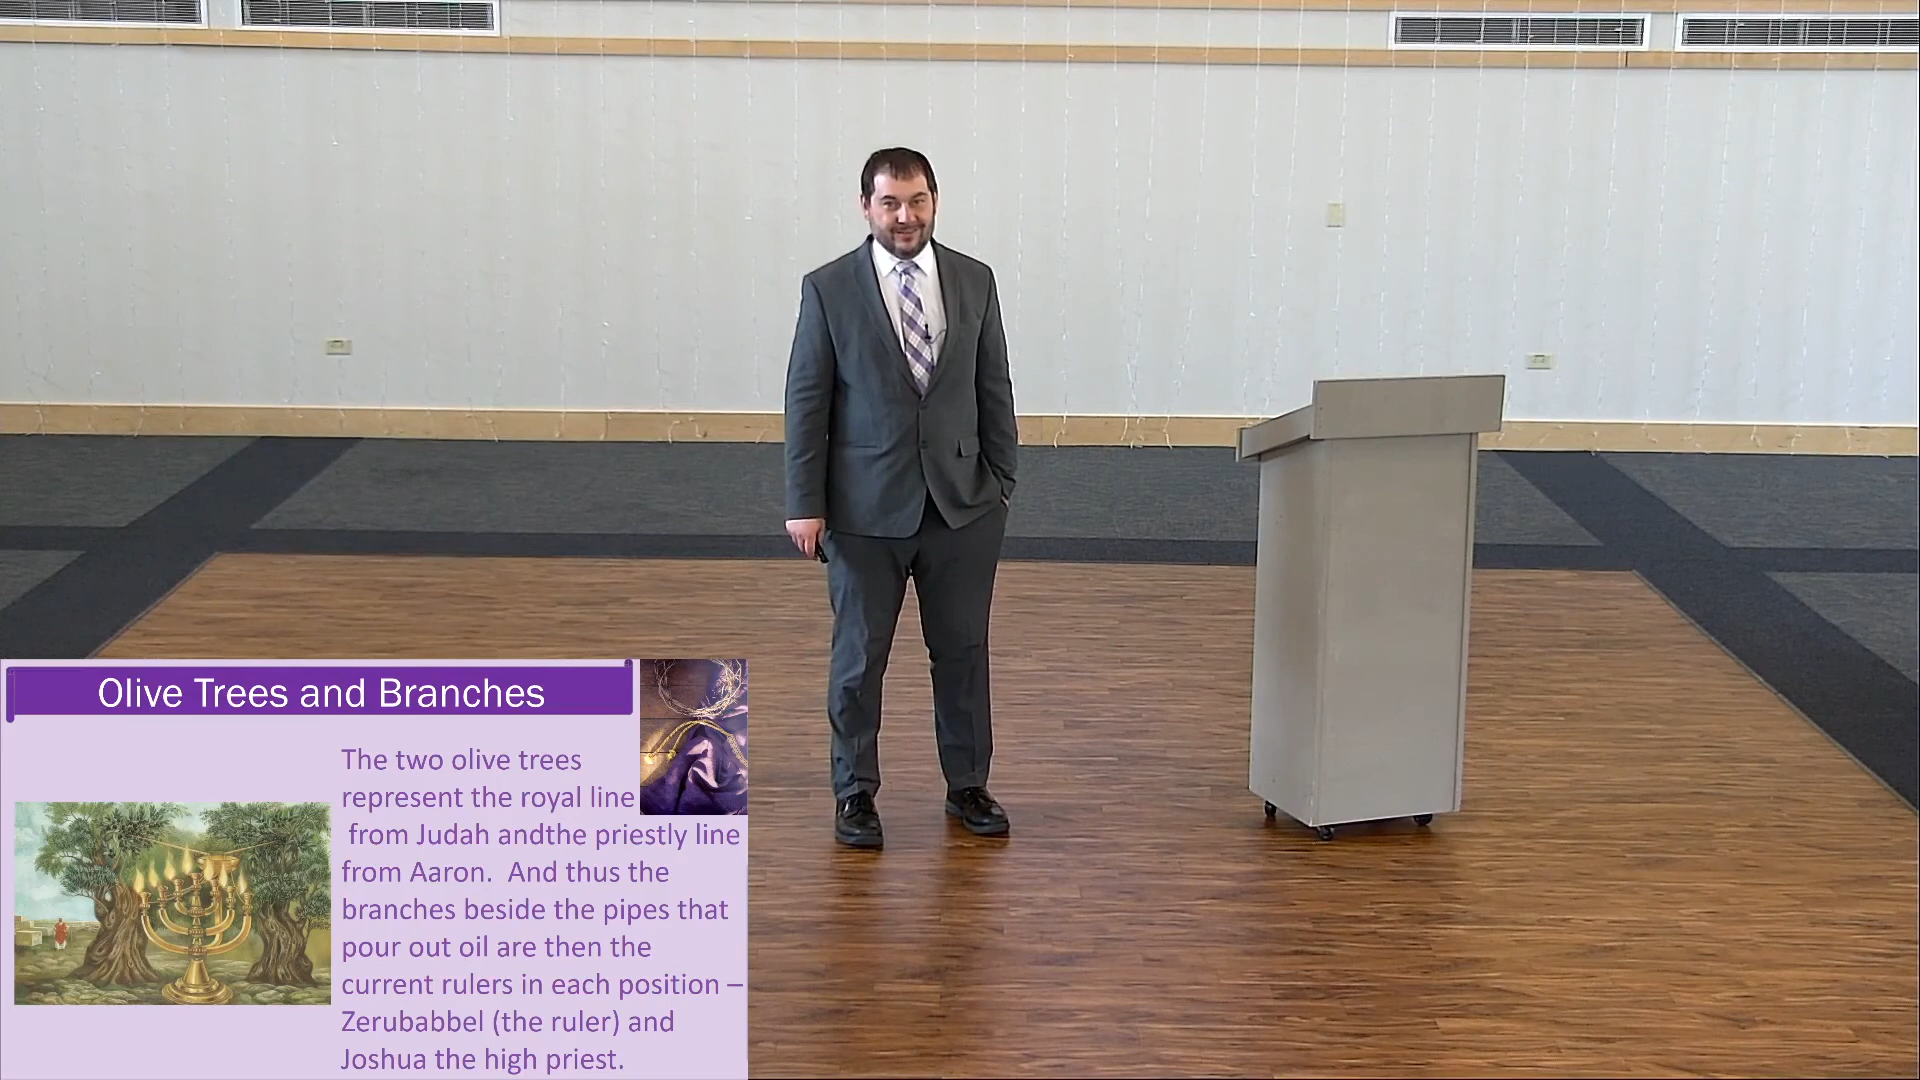 Olive Trees and Branches
The two olive trees
represent the royal line
from Judah andthe priestly line
from Aaron.  And thus the
branches beside the pipes that
pour out oil are then the
current rulers in each position –
Zerubabbel (the ruler) and
Joshua the high priest.